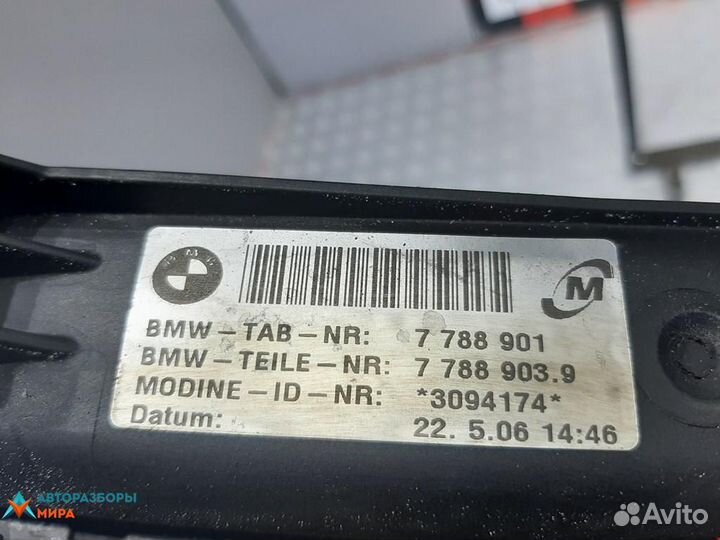 BMW
M
BMW-TAB-NR: 7 788 901
BMW-TEILE-NR: 7 788 903.9
MODINE-ID-NR: *3094174*
Datum: 22. 5.06 14:46
АВТОРАЗБОРЫ
МИРА
Avito